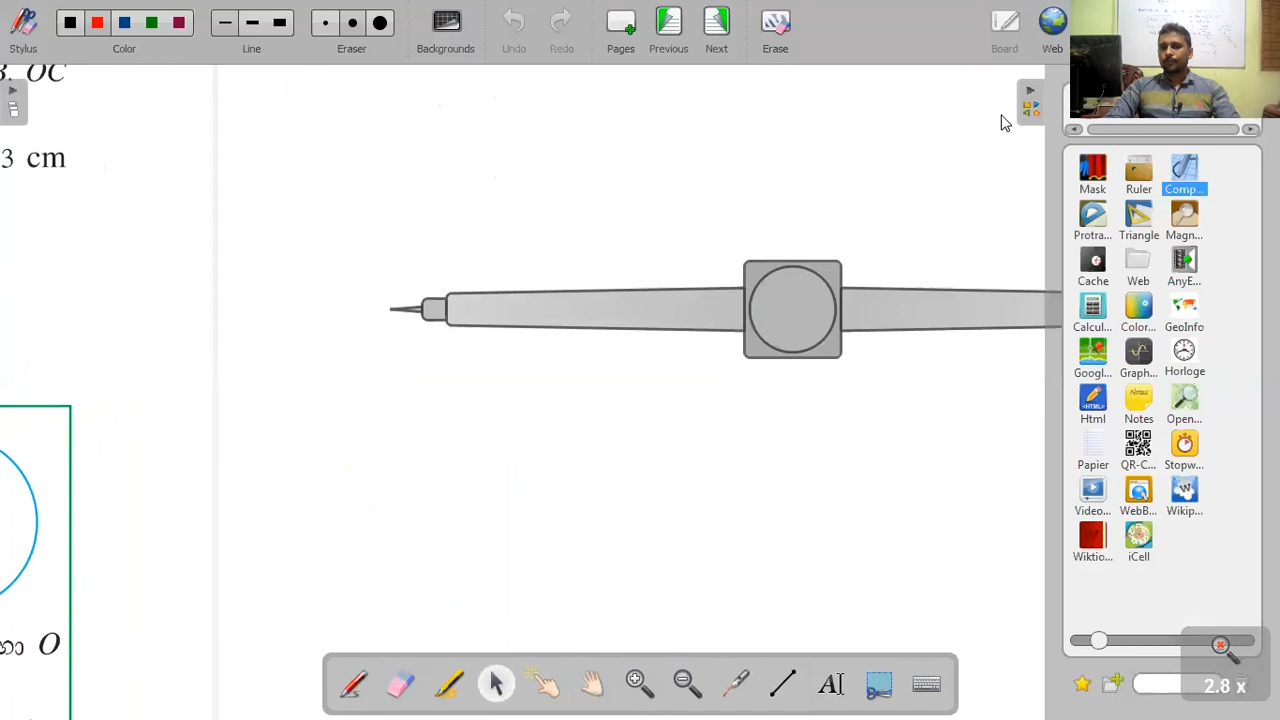 Stylus
Color
Line
Eraser
Backgrounds
Undo
Redo
Pages
Previous
Next
Erase
Board
Web
3. OC
3 cm
Mask
Ruler
Comp...
Protra...
Triangle
Magn...
Cache
Web
AnyE...
Calcul...
Color...
GeoInfo
Googl...
Graph...
Horloge
Html
Notes
Open...
Papier
QR-C...
Stopw...
Video...
WebB...
Wikip...
Wiktio...
iCell
හා O
AI
2.8 x